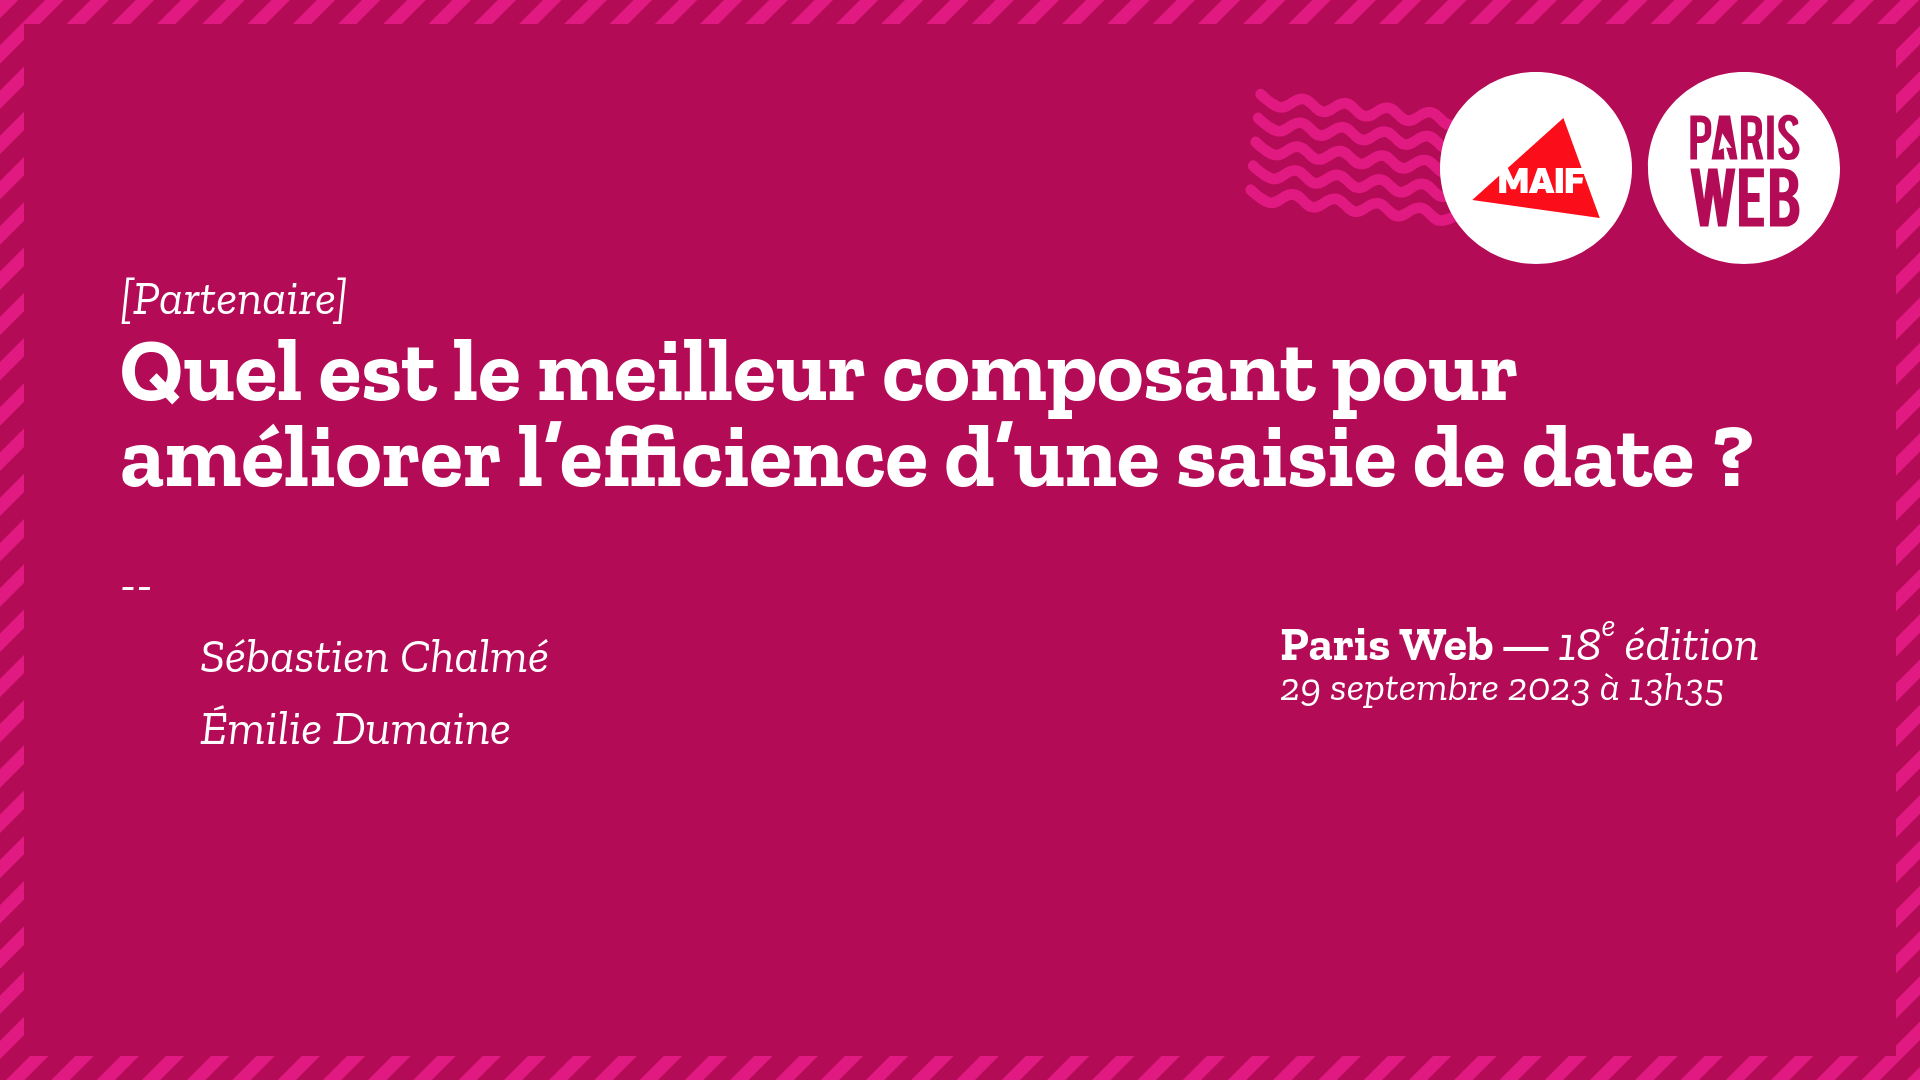 MAIF
PARIS
WEB
[Partenaire]
Quel est le meilleur composant pour
améliorer l’efficience d’une saisie de date ?
--
Sébastien Chalmé
Émilie Dumaine
Paris Web — 18e édition
29 septembre 2023 à 13h35